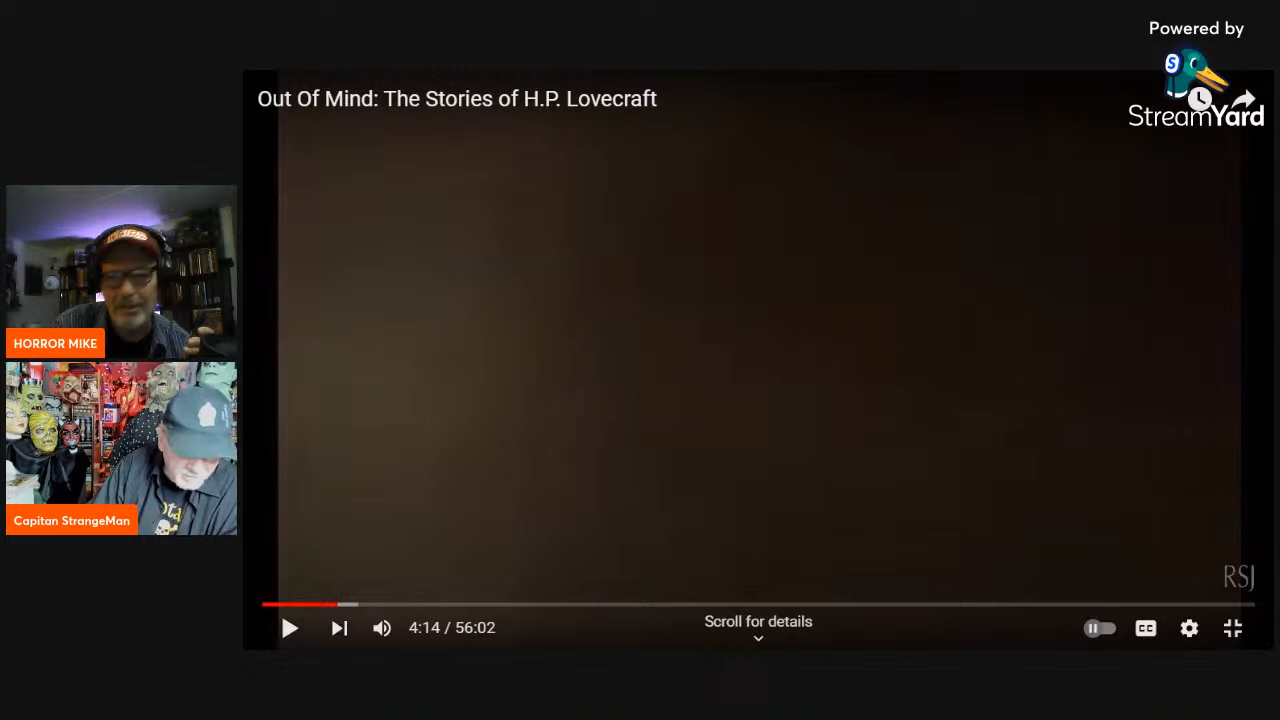 Powered by
StreamYard
Out Of Mind: The Stories of H.P. Lovecraft
HORROR MIKE
Capitan StrangeMan
RSJ
4:14 / 56:02
Scroll for details
CC